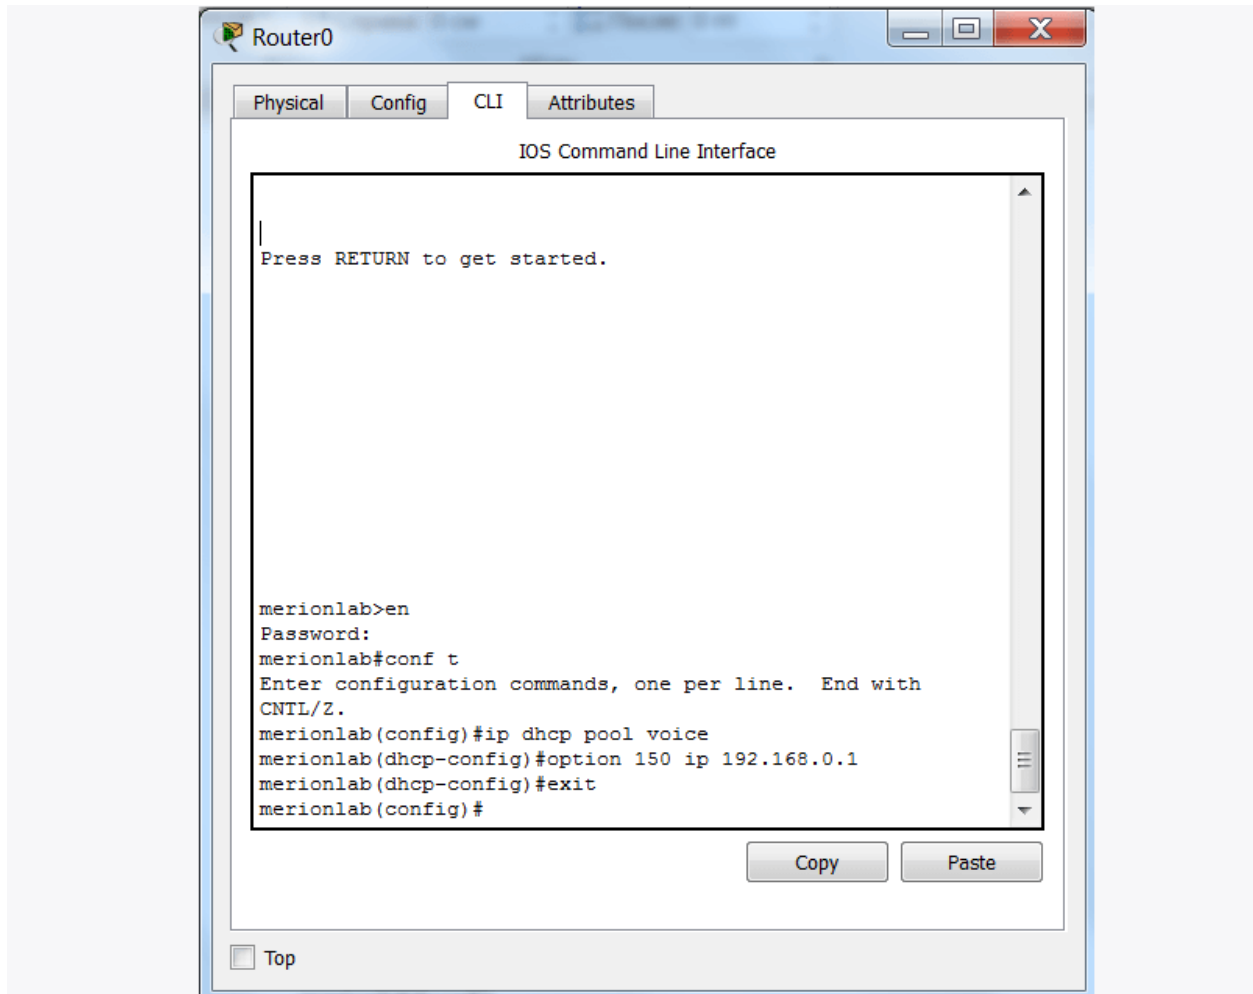 Router0
Physical Config CLI Attributes
IOS Command Line Interface
Press RETURN to get started.
merionlab>en
Password:
merionlab#conf t
Enter configuration commands, one per line.  End with
CNTL/Z.
merionlab(config)#ip dhcp pool voice
merionlab(dhcp-config)#option 150 ip 192.168.0.1
merionlab(dhcp-config)#exit
merionlab(config)#
Copy Paste
Top